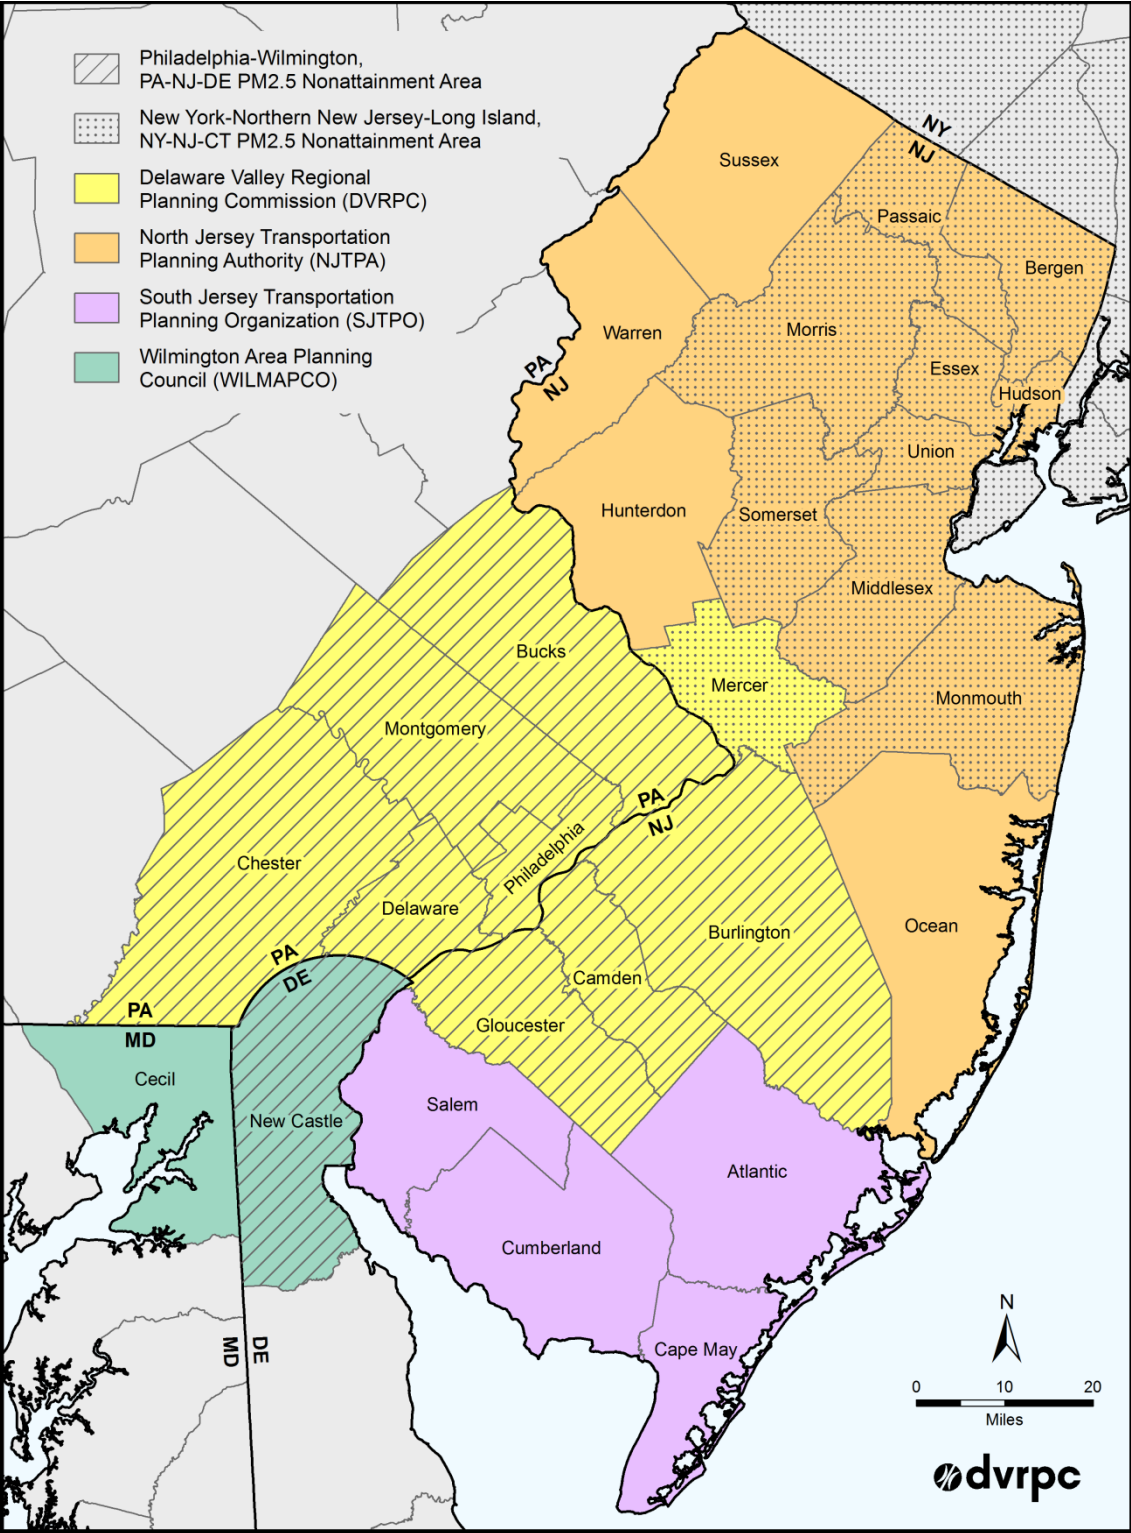 Philadelphia-Wilmington,
PA-NJ-DE PM2.5 Nonattainment Area
New York-Northern New Jersey-Long Island,
NY-NJ-CT PM2.5 Nonattainment Area
Delaware Valley Regional
Planning Commission (DVRPC)
North Jersey Transportation
Planning Authority (NJTPA)
South Jersey Transportation
Planning Organization (SJTPO)
Wilmington Area Planning
Council (WILMAPCO)
NY
NJ
Sussex
Passaic
Bergen
Warren
Morris
PA
NJ
Essex
Hudson
Union
Hunterdon
Somerset
Middlesex
Bucks
Mercer
Monmouth
Montgomery
PA
NJ
Philadelphia
Chester
Delaware
Ocean
Burlington
PA
DE
Camden
Gloucester
PA
MD
Cecil
New Castle
Salem
Atlantic
Cumberland
Cape May
MD
DE
N
0 10 20
Miles
dvrpc